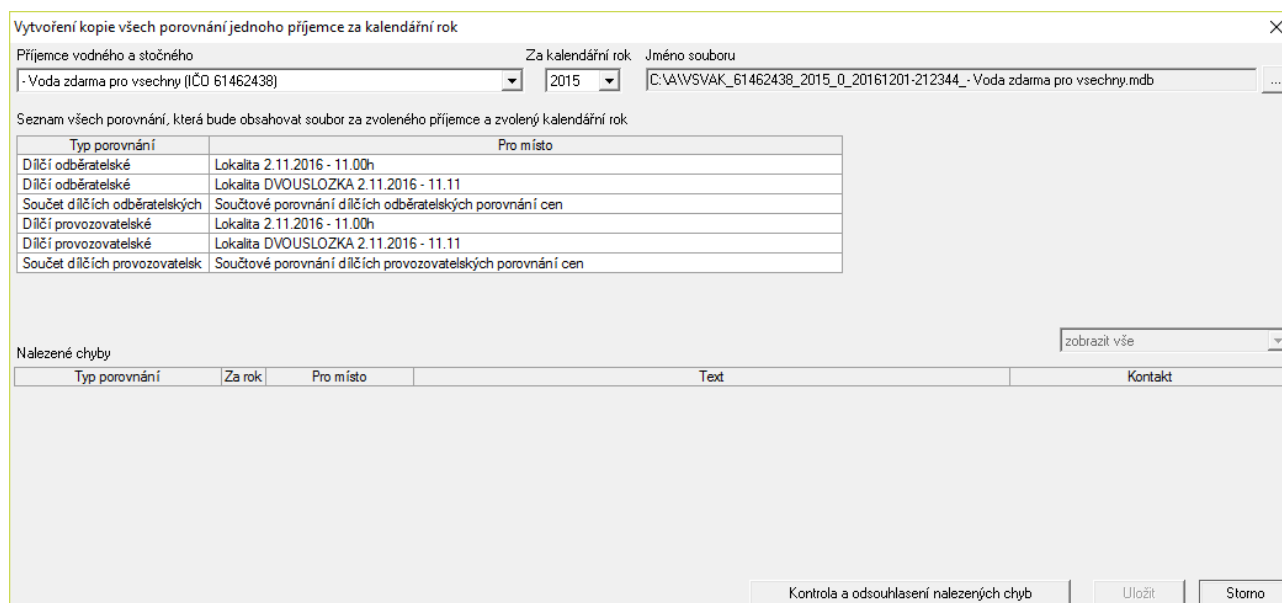 Vytvoření kopie všech porovnání jednoho příjemce za kalendářní rok
Příjemce vodného a stočného Za kalendářní rok Jméno souboru
- Voda zdarma pro vsechny (IČO 61462438) 2015 C:\A\VSVAK_61462438_2015_0_20161201-212344_- Voda zdarma pro vsechny.mdb ...
Seznam všech porovnání, která bude obsahovat soubor za zvoleného příjemce a zvolený kalendářní rok
Typ porovnání Pro místo
Dílčí odběratelské Lokalita 2.11.2016 - 11.00h
Dílčí odběratelské Lokalita DVOUSLOZKA 2.11.2016 - 11.11
Součet dílčích odběratelských Součtové porovnání dílčích odběratelských porovnání cen
Dílčí provozovatelské Lokalita 2.11.2016 - 11.00h
Dílčí provozovatelské Lokalita DVOUSLOZKA 2.11.2016 - 11.11
Součet dílčích provozovatelsk Součtové porovnání dílčích provozovatelských porovnání cen
zobrazit vše
Nalezené chyby
Typ porovnání Za rok Pro místo Text Kontakt
Kontrola a odsouhlasení nalezených chyb Uložit Storno